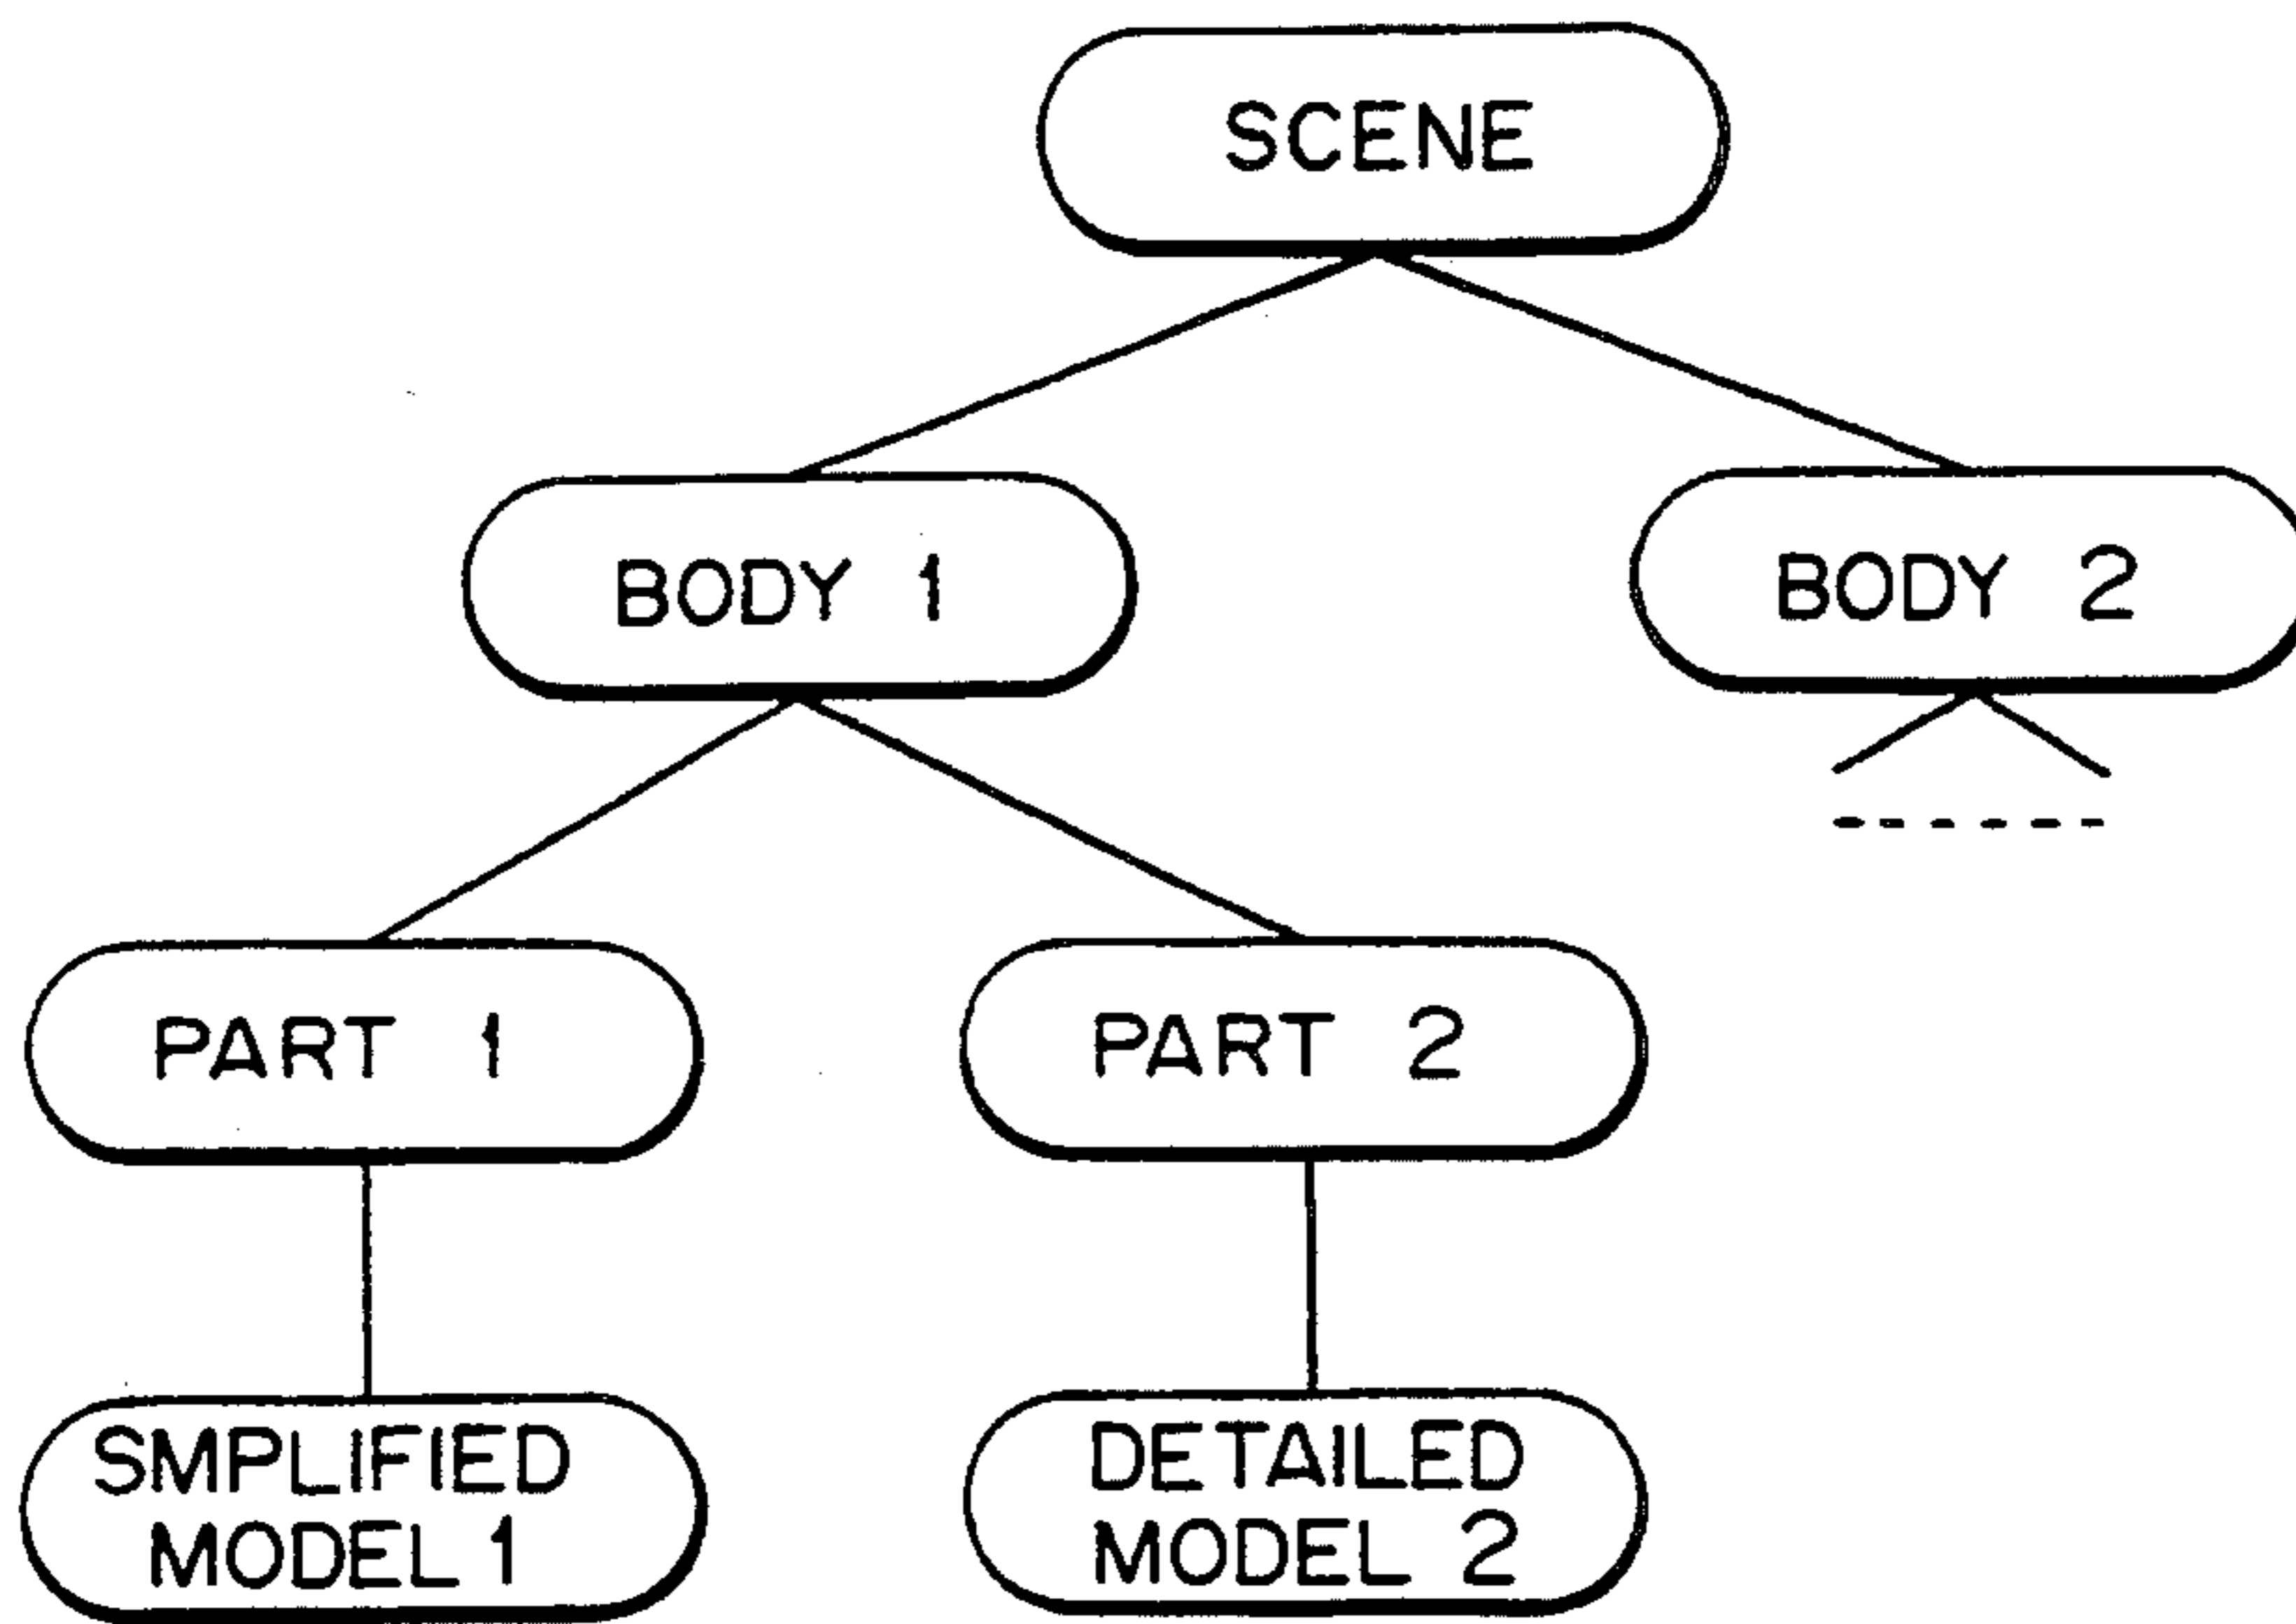 SCENE
BODY 1
BODY 2
PART 1
PART 2
SMPLIFIED
MODEL 1
DETAILED
MODEL 2